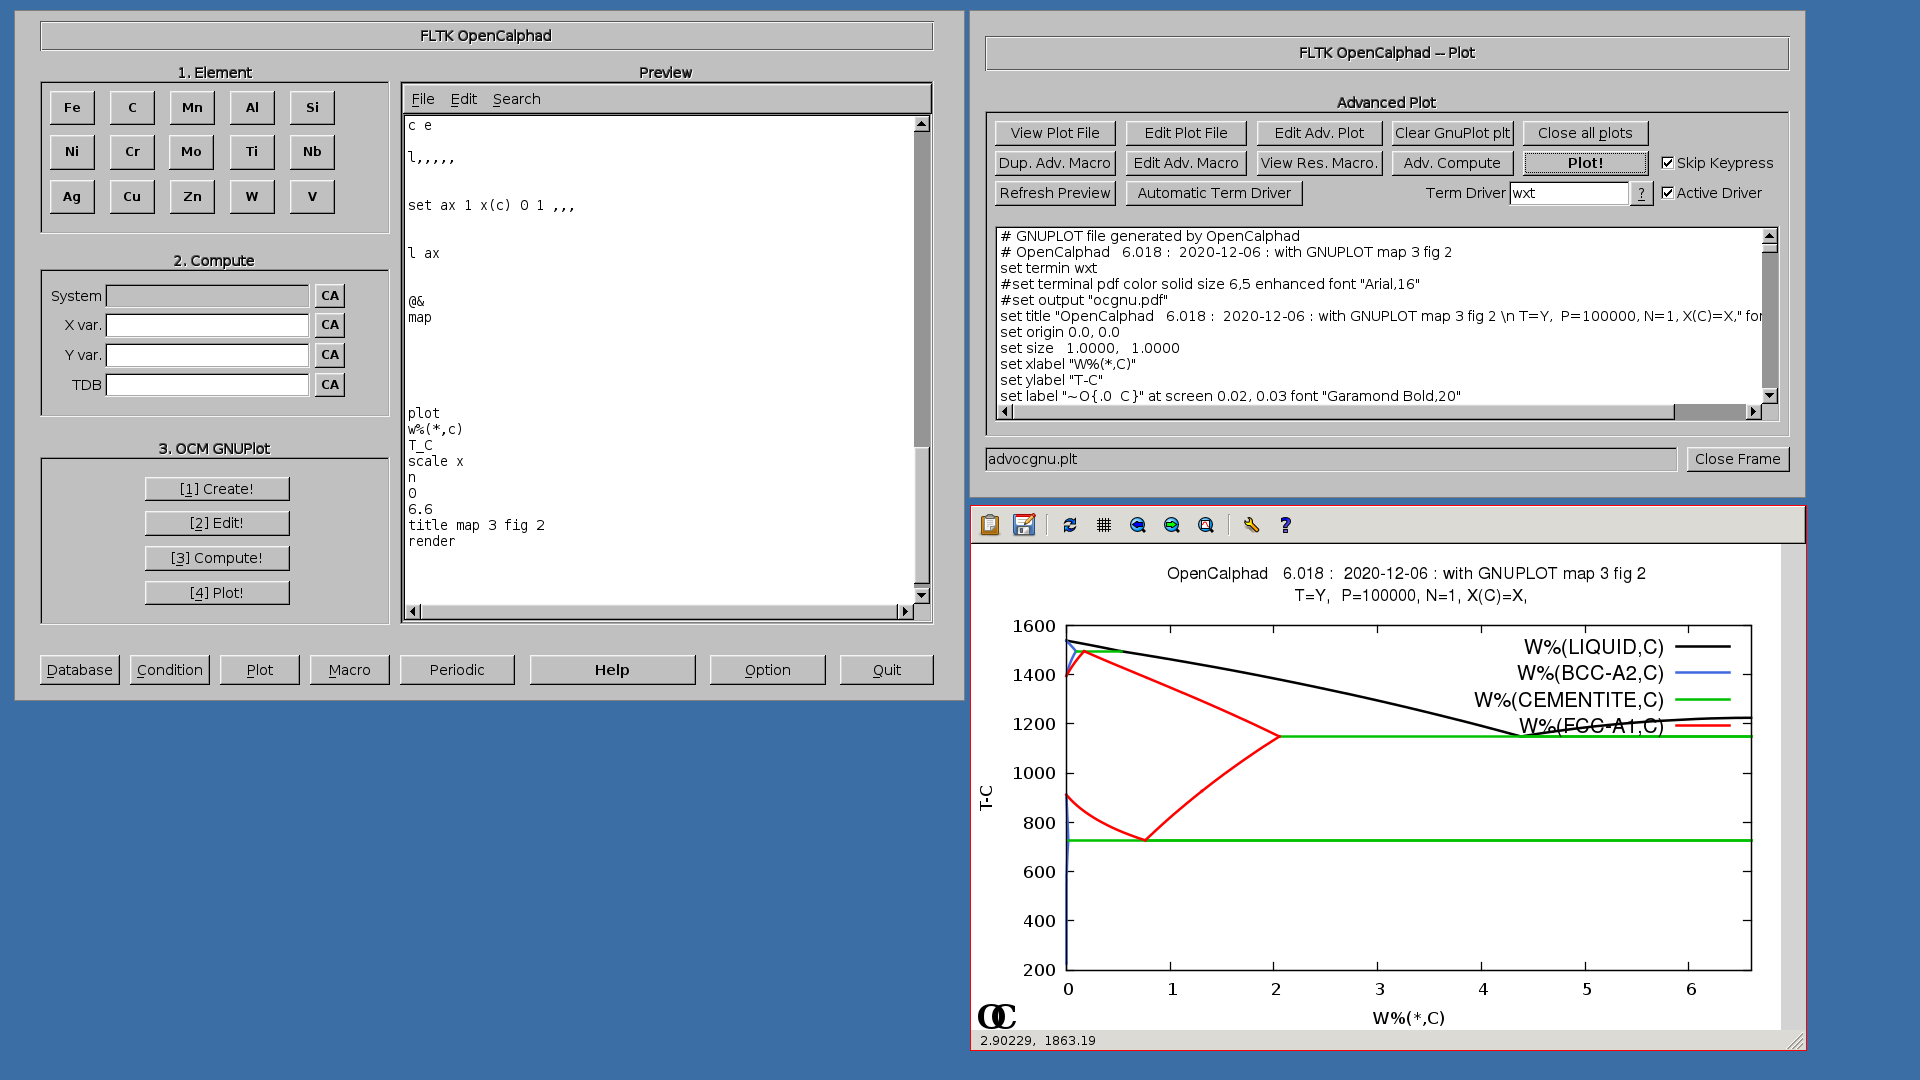 FLTK OpenCalphad
1. Element
Fe C Mn Al Si
Ni Cr Mo Ti Nb
Ag Cu Zn W V
2. Compute
System CA
X var. CA
Y var. CA
TDB CA
3. OCM GNUPlot
[1] Create!
[2] Edit!
[3] Compute!
[4] Plot!
Preview
File Edit Search
c e
l,,,,,
set ax 1 x(c) 0 1 ,,,
l ax
@&
map
plot
w%(*,c)
T_C
scale x
n
0
6.6
title map 3 fig 2
render
Database Condition Plot Macro Periodic Help Option Quit
FLTK OpenCalphad -- Plot
Advanced Plot
View Plot File Edit Plot File Edit Adv. Plot Clear GnuPlot plt Close all plots
Dup. Adv. Macro Edit Adv. Macro View Res. Macro. Adv. Compute Plot! Skip Keypress
Refresh Preview Automatic Term Driver Term Driver wxt ? Active Driver
# GNUPLOT file generated by OpenCalphad
# OpenCalphad 6.018 : 2020-12-06 : with GNUPLOT map 3 fig 2
set termin wxt
#set terminal pdf color solid size 6,5 enhanced font "Arial,16"
#set output "ocgnu.pdf"
set title "OpenCalphad 6.018 : 2020-12-06 : with GNUPLOT map 3 fig 2 \n T=Y, P=100000, N=1, X(C)=X," for
set origin 0.0, 0.0
set size 1.0000, 1.0000
set xlabel "W%(*,C)"
set ylabel "T-C"
set label "~O{.0 C}" at screen 0.02, 0.03 font "Garamond Bold,20"
advocgnu.plt Close Frame
?
OpenCalphad 6.018 : 2020-12-06 : with GNUPLOT map 3 fig 2
T=Y, P=100000, N=1, X(C)=X,
W%(LIQUID,C)
W%(BCC-A2,C)
W%(CEMENTITE,C)
W%(FCC-A1,C)
1600
1400
1200
1000
800
600
400
200
T-C
0 1 2 3 4 5 6
W%(*,C)
OC
2.90229, 1863.19